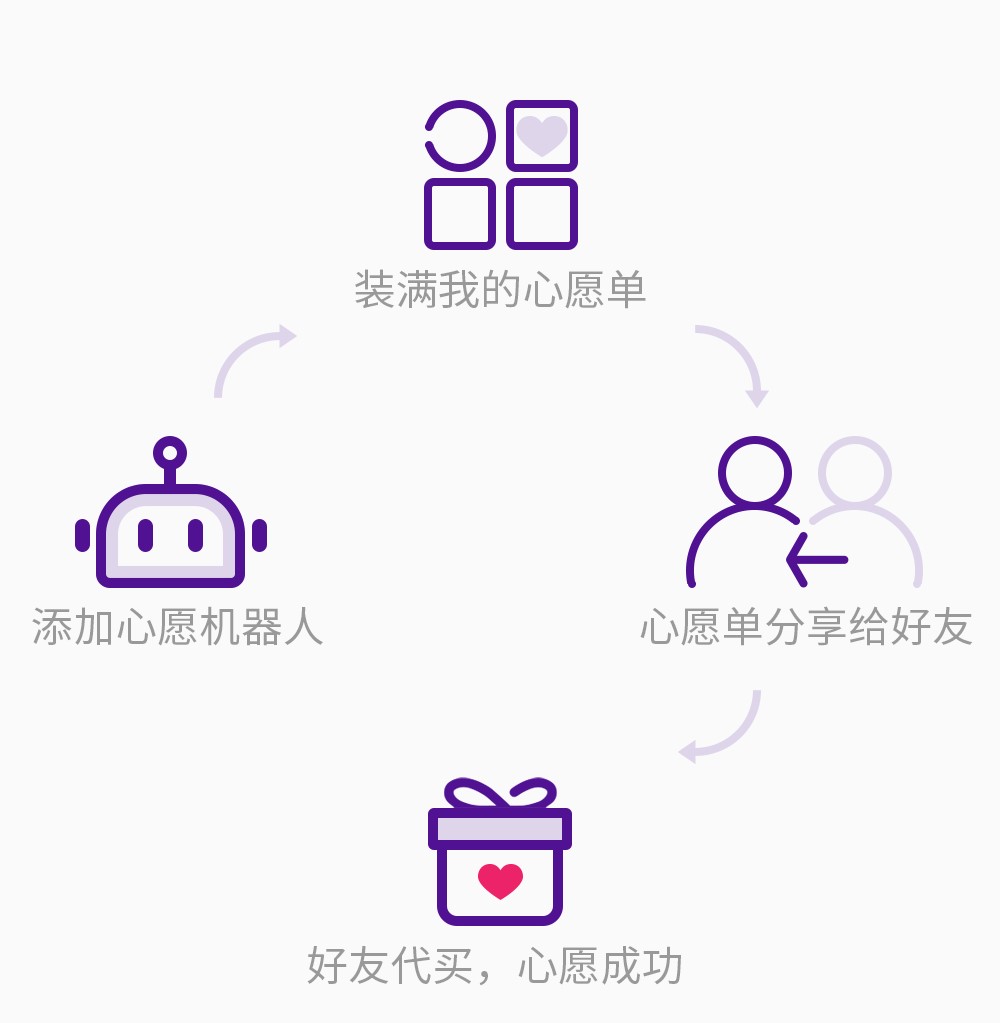 装满我的心愿单
添加心愿机器人
心愿单分享给好友
好友代买，心愿成功